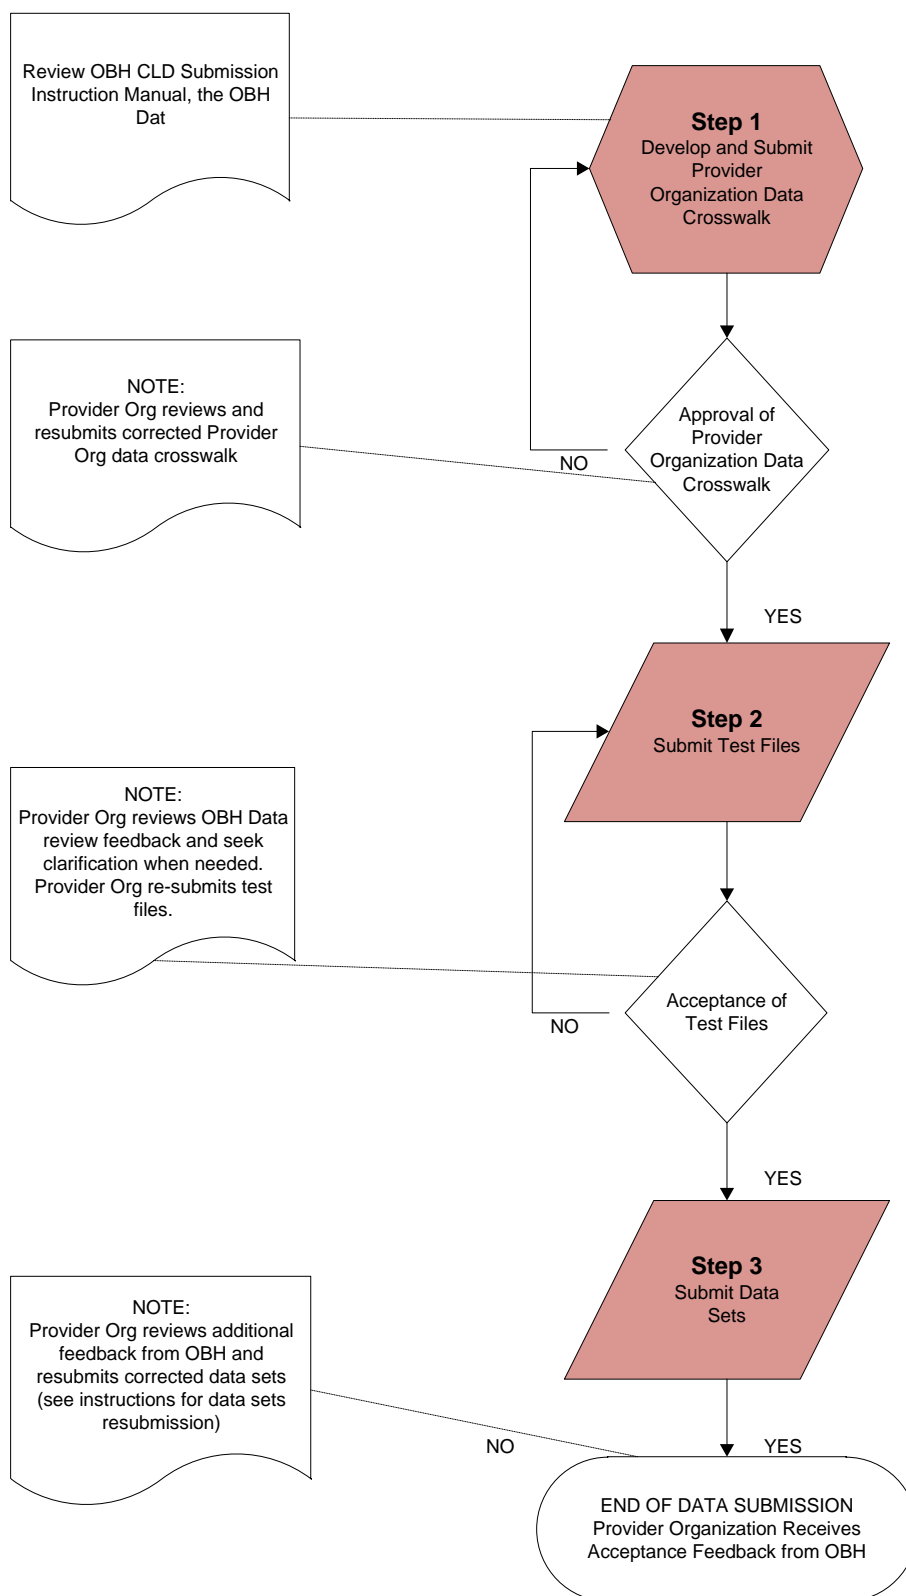 Review OBH CLD Submission
Instruction Manual, the OBH
Dat
Step 1
Develop and Submit
Provider
Organization Data
Crosswalk
NOTE:
Provider Org reviews and
resubmits corrected Provider
Org data crosswalk
Approval of
Provider
Organization Data
Crosswalk
NO
YES
Step 2
Submit Test Files
NOTE:
Provider Org reviews OBH Data
review feedback and seek
clarification when needed.
Provider Org re-submits test
files.
Acceptance of
Test Files
NO
YES
Step 3
Submit Data
Sets
NOTE:
Provider Org reviews additional
feedback from OBH and
resubmits corrected data sets
(see instructions for data sets
resubmission)
NO
YES
END OF DATA SUBMISSION
Provider Organization Receives
Acceptance Feedback from OBH